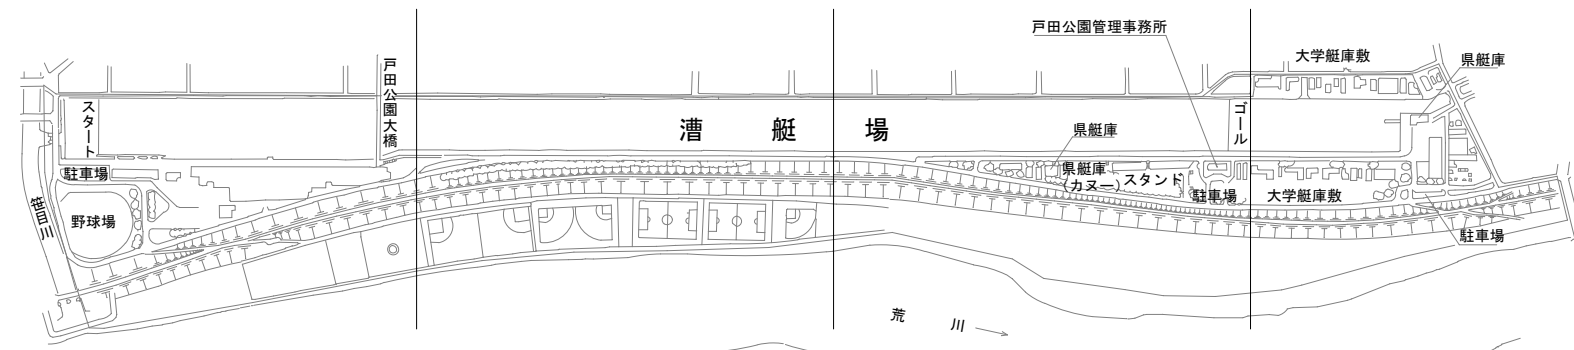 戸田公園管理事務所
大学艇庫敷
県艇庫
戸田公園大橋
スタート
ゴール
漕艇場
県艇庫
駐車場
県艇庫
(カヌー)
スタンド
駐車場
大学艇庫敷
笹目川
野球場
駐車場
荒川